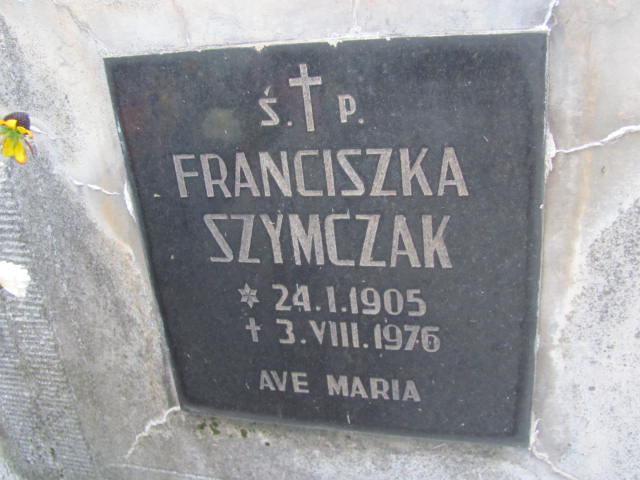 Ś. † P.
FRANCISZKA
SZYMCZAK
* 24.I.1905
† 3.VIII.1976
AVE MARIA